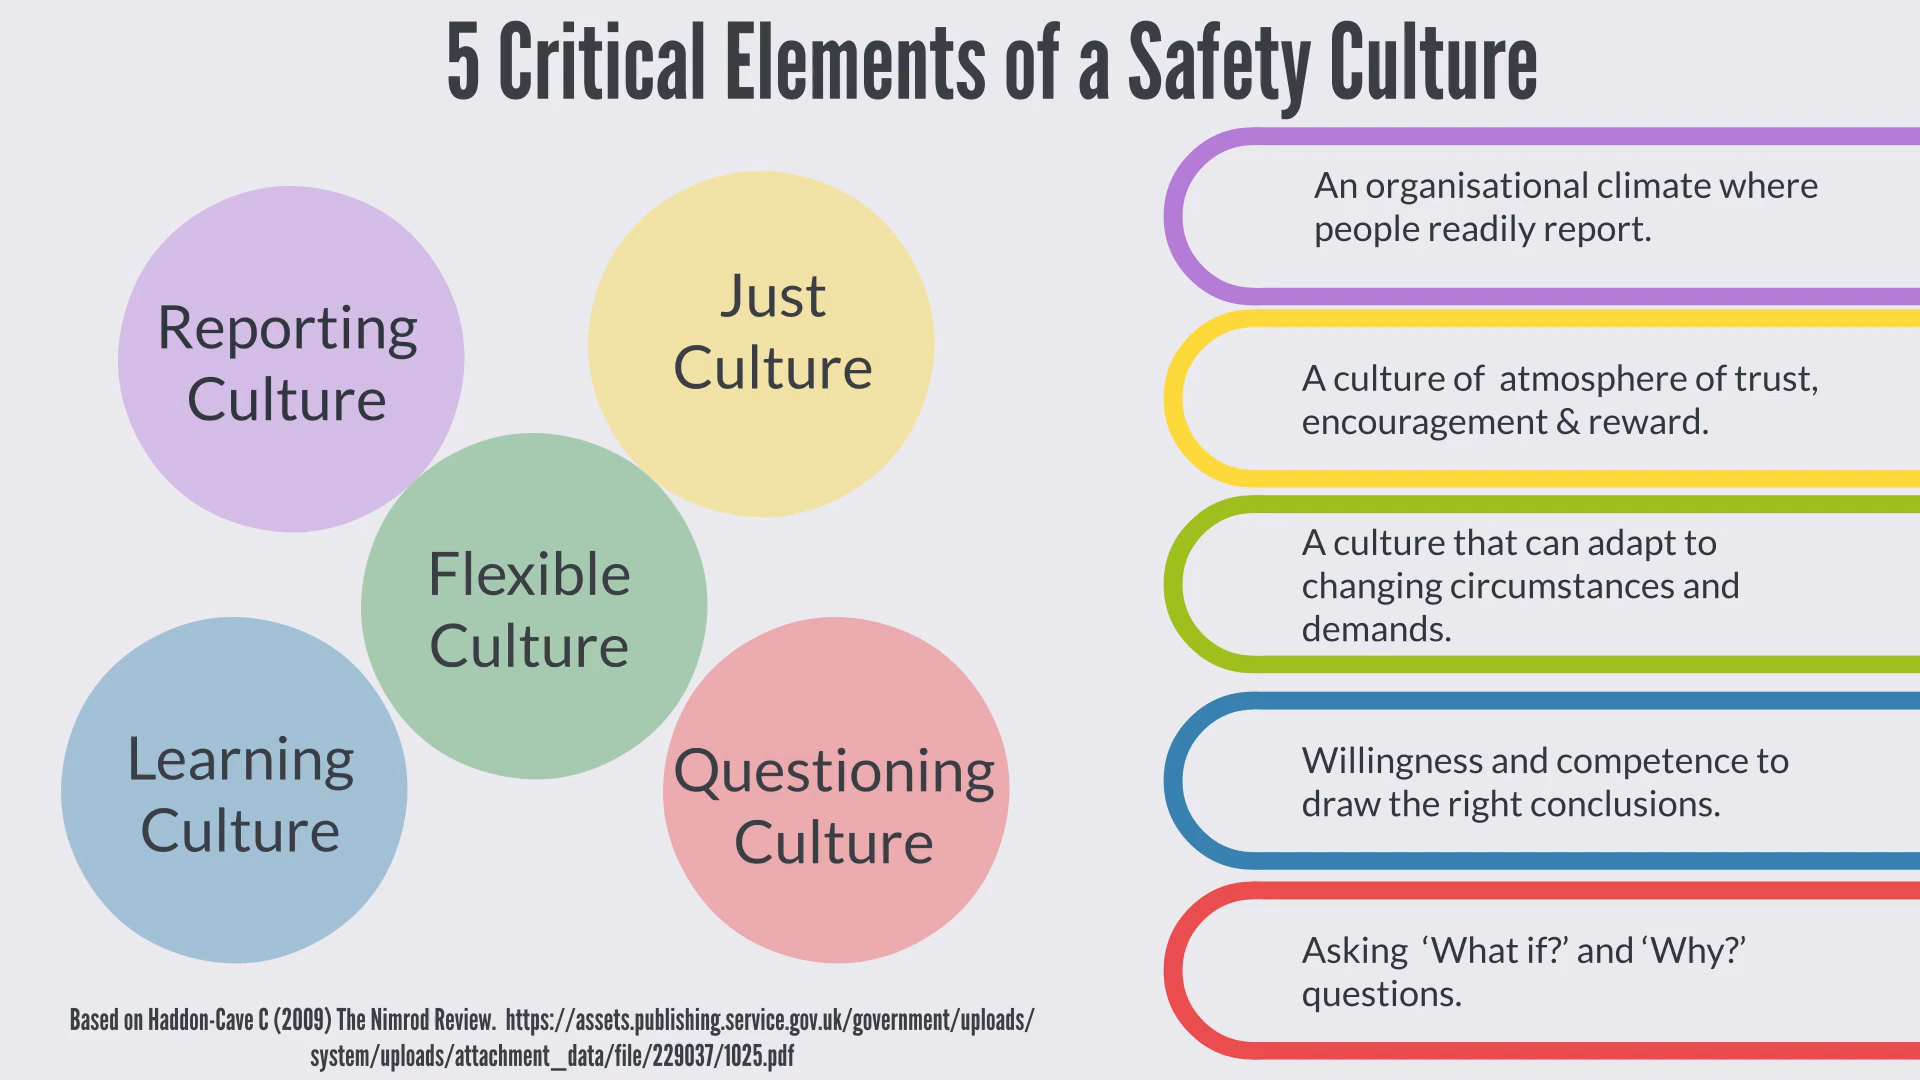 5 Critical Elements of a Safety Culture
Reporting
Culture
Just
Culture
Flexible
Culture
Learning
Culture
Questioning
Culture
An organisational climate where
people readily report.
A culture of  atmosphere of trust,
encouragement & reward.
A culture that can adapt to
changing circumstances and
demands.
Willingness and competence to
draw the right conclusions.
Asking  ‘What if?’ and ‘Why?’
questions.
Based on Haddon-Cave C (2009) The Nimrod Review.  https://assets.publishing.service.gov.uk/government/uploads/
system/uploads/attachment_data/file/229037/1025.pdf